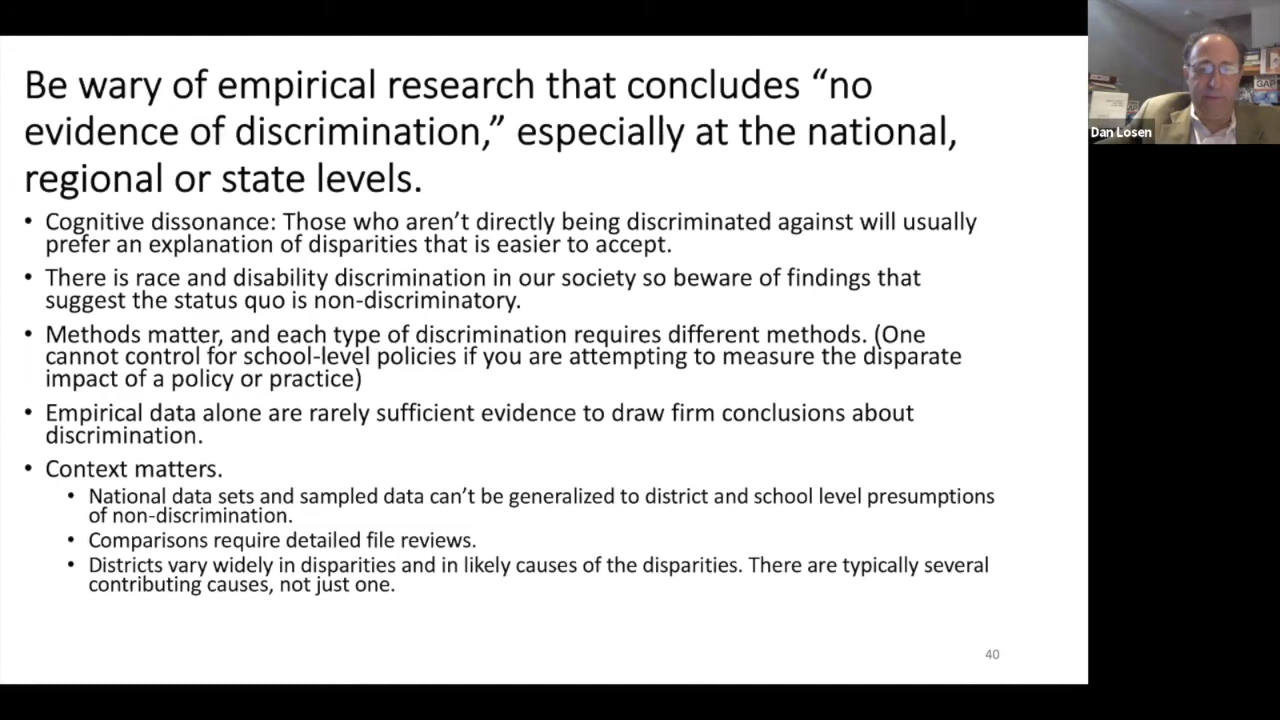 Be wary of empirical research that concludes “no
evidence of discrimination,” especially at the national,
regional or state levels.
• Cognitive dissonance: Those who aren’t directly being discriminated against will usually
prefer an explanation of disparities that is easier to accept.
• There is race and disability discrimination in our society so beware of findings that
suggest the status quo is non-discriminatory.
• Methods matter, and each type of discrimination requires different methods. (One
cannot control for school-level policies if you are attempting to measure the disparate
impact of a policy or practice)
• Empirical data alone are rarely sufficient evidence to draw firm conclusions about
discrimination.
• Context matters.
• National data sets and sampled data can’t be generalized to district and school level presumptions
of non-discrimination.
• Comparisons require detailed file reviews.
• Districts vary widely in disparities and in likely causes of the disparities. There are typically several
contributing causes, not just one.
40
Dan Losen